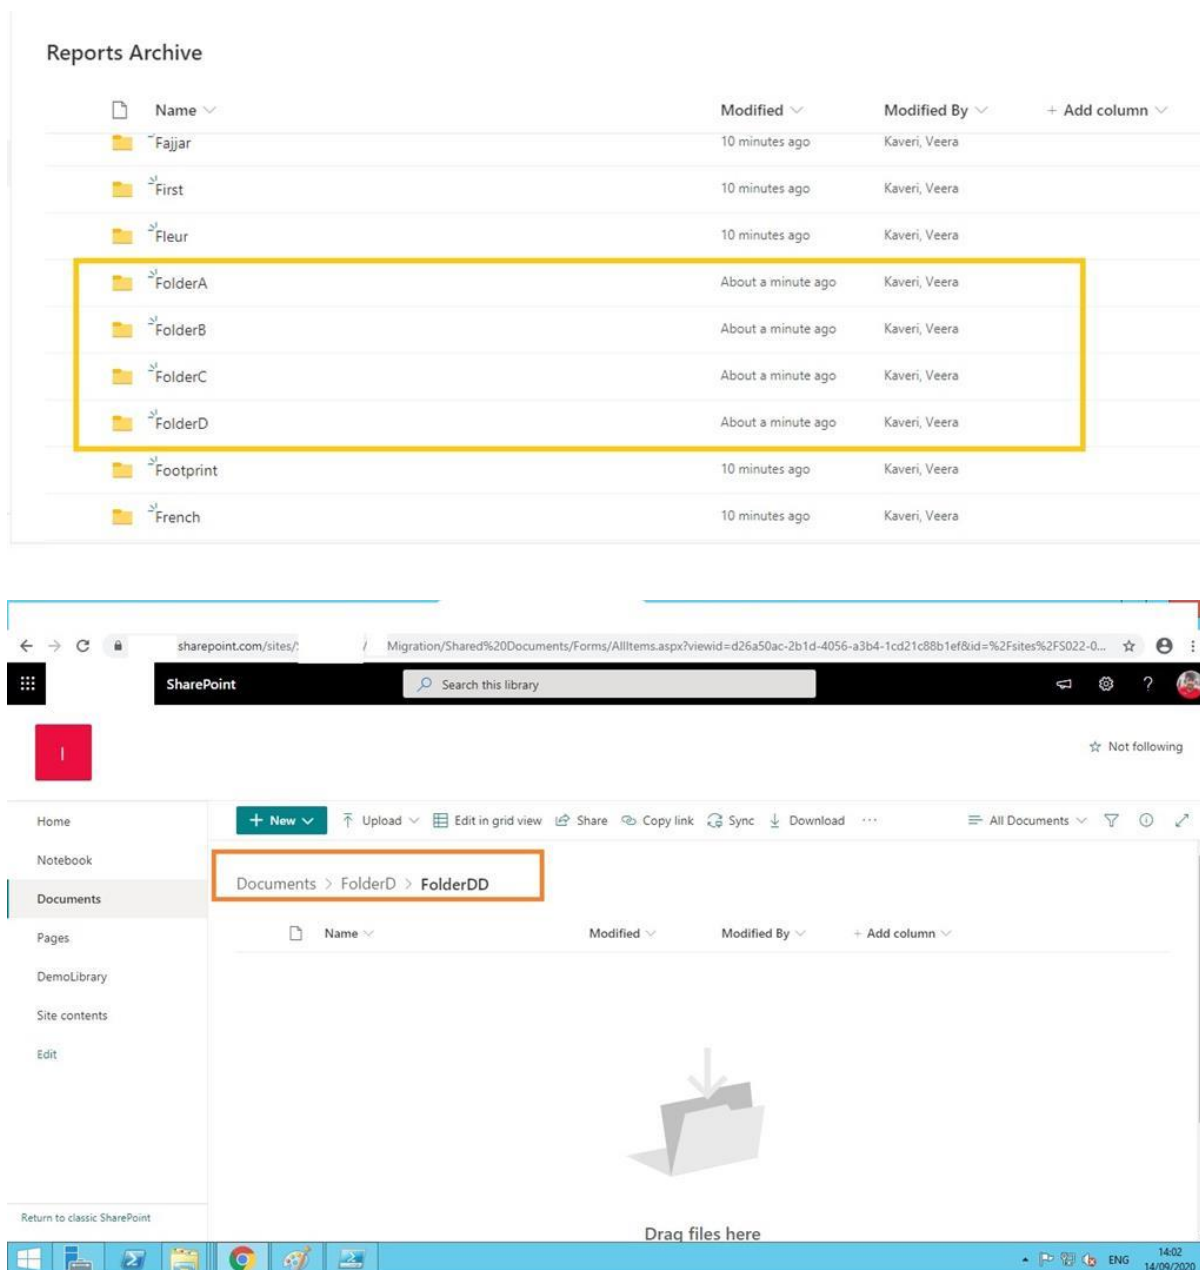 Reports Archive
Name Modified Modified By + Add column
Fajjar 10 minutes ago Kaveri, Veera
First 10 minutes ago Kaveri, Veera
Fleur 10 minutes ago Kaveri, Veera
FolderA About a minute ago Kaveri, Veera
FolderB About a minute ago Kaveri, Veera
FolderC About a minute ago Kaveri, Veera
FolderD About a minute ago Kaveri, Veera
Footprint 10 minutes ago Kaveri, Veera
French 10 minutes ago Kaveri, Veera
sharepoint.com/sites/ / Migration/Shared%20Documents/Forms/AllItems.aspx?viewid=d26a50ac-2b1d-4056-a3b4-1cd21c88b1ef&id=%2Fsites%2FS022-0...
SharePoint Search this library ?
I
Not following
Home
+ New Upload Edit in grid view Share Copy link Sync Download ... All Documents
Notebook
Documents > FolderD > FolderDD
Documents
Name Modified Modified By + Add column
Pages
DemoLibrary
Site contents
Edit
Return to classic SharePoint
Drag files here
ENG 14:02
14/09/2020